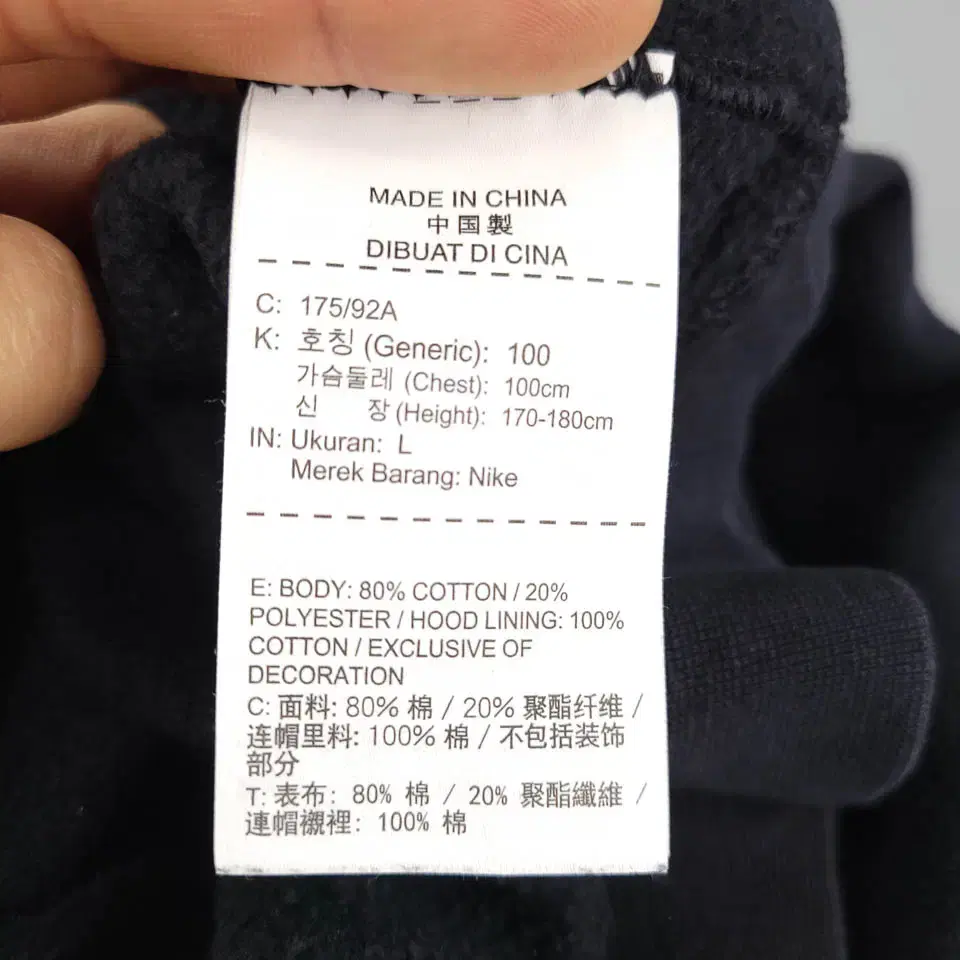 MADE IN CHINA
中国製
DIBUAT DI CINA
C: 175/92A
K: 호칭 (Generic): 100
가슴둘레 (Chest): 100cm
신 장 (Height): 170-180cm
IN: Ukuran: L
Merek Barang: Nike
E: BODY: 80% COTTON / 20%
POLYESTER / HOOD LINING: 100%
COTTON / EXCLUSIVE OF
DECORATION
C: 面料: 80% 棉 / 20% 聚酯纤维 /
连帽里料: 100% 棉 / 不包括装饰
部分
T: 表布: 80% 棉 / 20% 聚酯纖維 /
連帽襯裡: 100% 棉